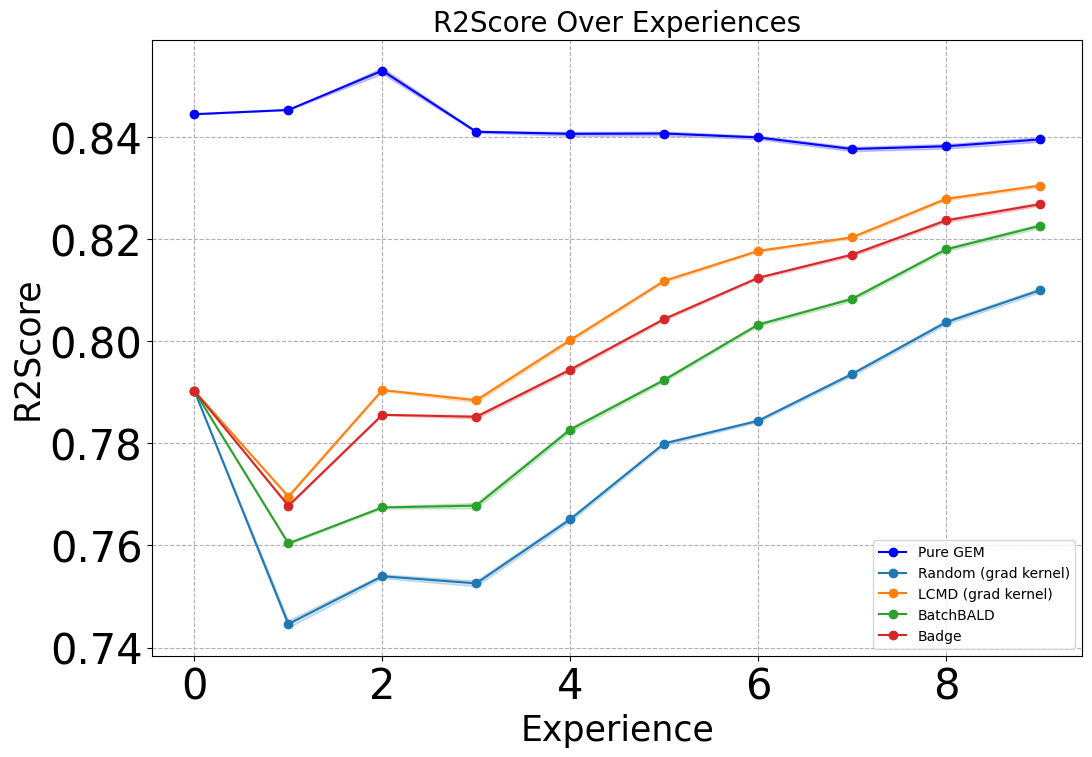 R2Score Over Experiences
R2Score
0.84
0.82
0.80
0.78
0.76
0.74
0 2 4 6 8
Experience
Pure GEM
Random (grad kernel)
LCMD (grad kernel)
BatchBALD
Badge